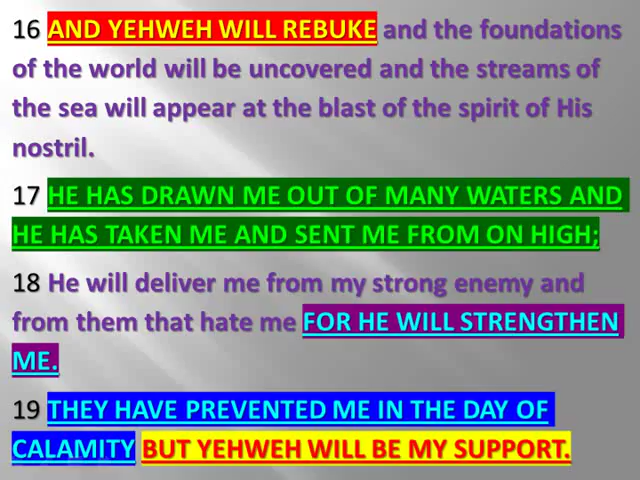 16 AND YEHWEH WILL REBUKE and the foundations
of the world will be uncovered and the streams of
the sea will appear at the blast of the spirit of His
nostril.
17 HE HAS DRAWN ME OUT OF MANY WATERS AND
HE HAS TAKEN ME AND SENT ME FROM ON HIGH;
18 He will deliver me from my strong enemy and
from them that hate me FOR HE WILL STRENGTHEN
ME.
19 THEY HAVE PREVENTED ME IN THE DAY OF
CALAMITY BUT YEHWEH WILL BE MY SUPPORT.